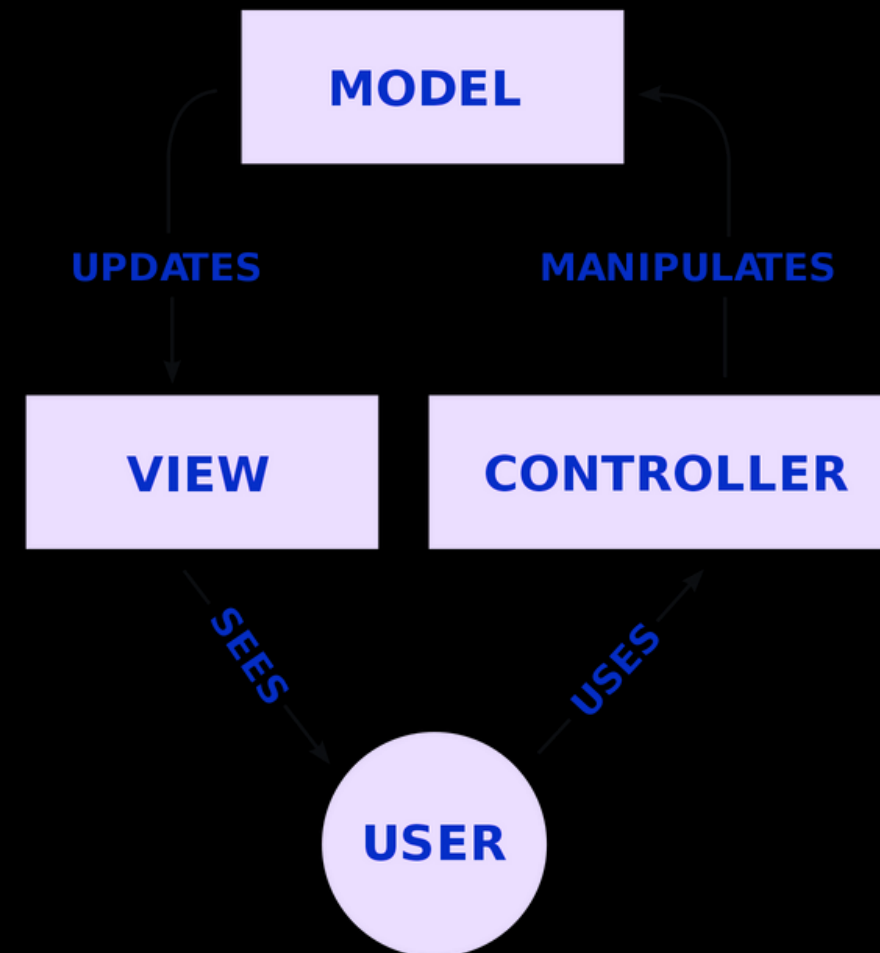 MODEL
UPDATES
MANIPULATES
VIEW
CONTROLLER
SEES
USES
USER